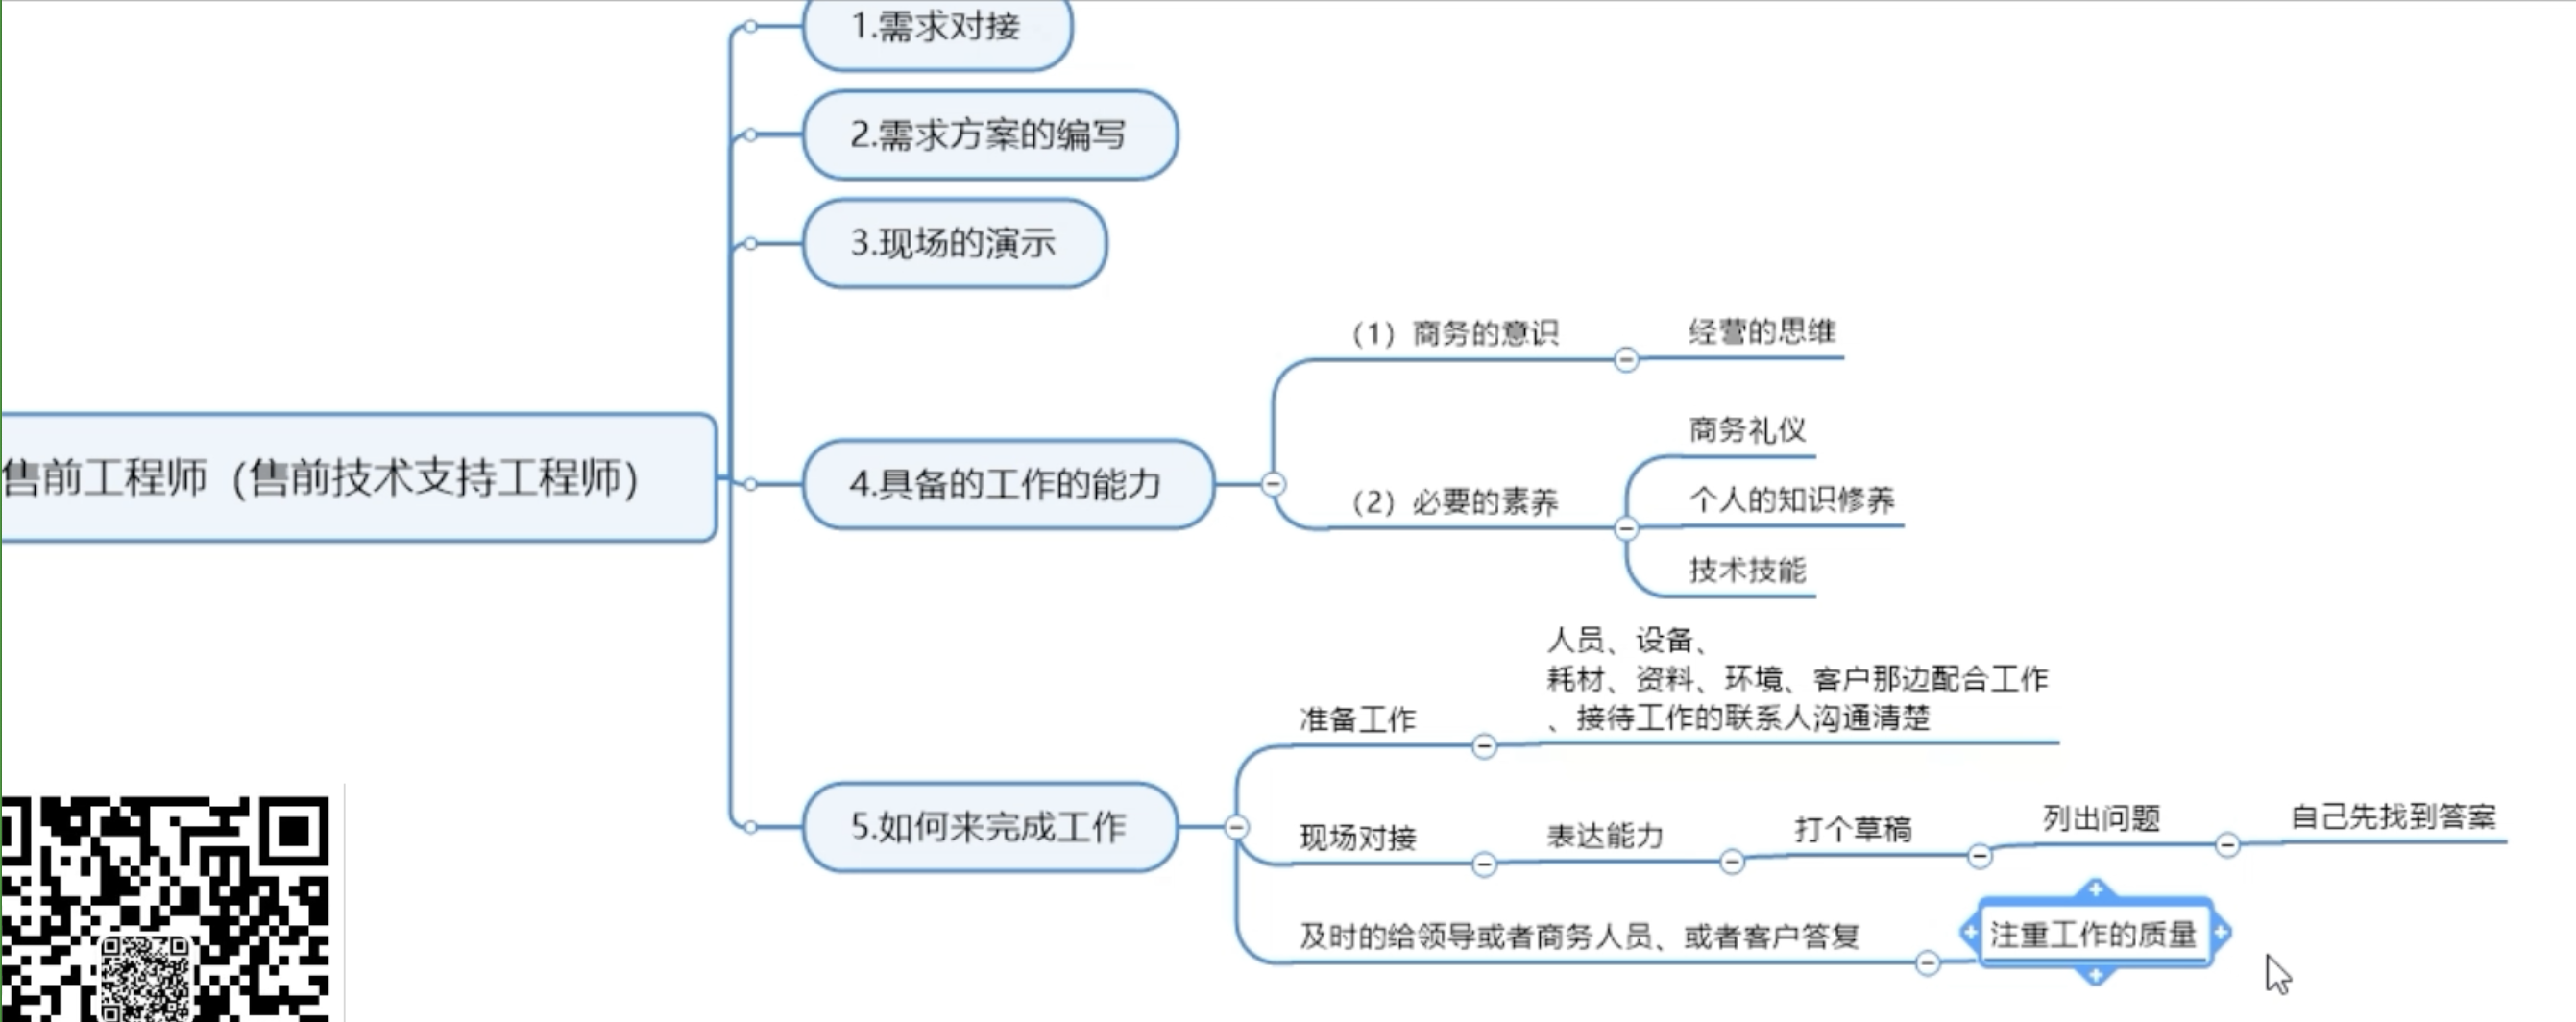 1.需求对接
2.需求方案的编写
3.现场的演示
(1)商务的意识
经营的思维
商务礼仪
售前工程师(售前技术支持工程师)
4.具备的工作的能力
(2)必要的素养
个人的知识修养
技术技能
人员、设备、
耗材、资料、环境、客户那边配合工作
、接待工作的联系人沟通清楚
准备工作
5.如何来完成工作
现场对接
表达能力
打个草稿
列出问题
自己先找到答案
及时的给领导或者商务人员、或者客户答复
注重工作的质量